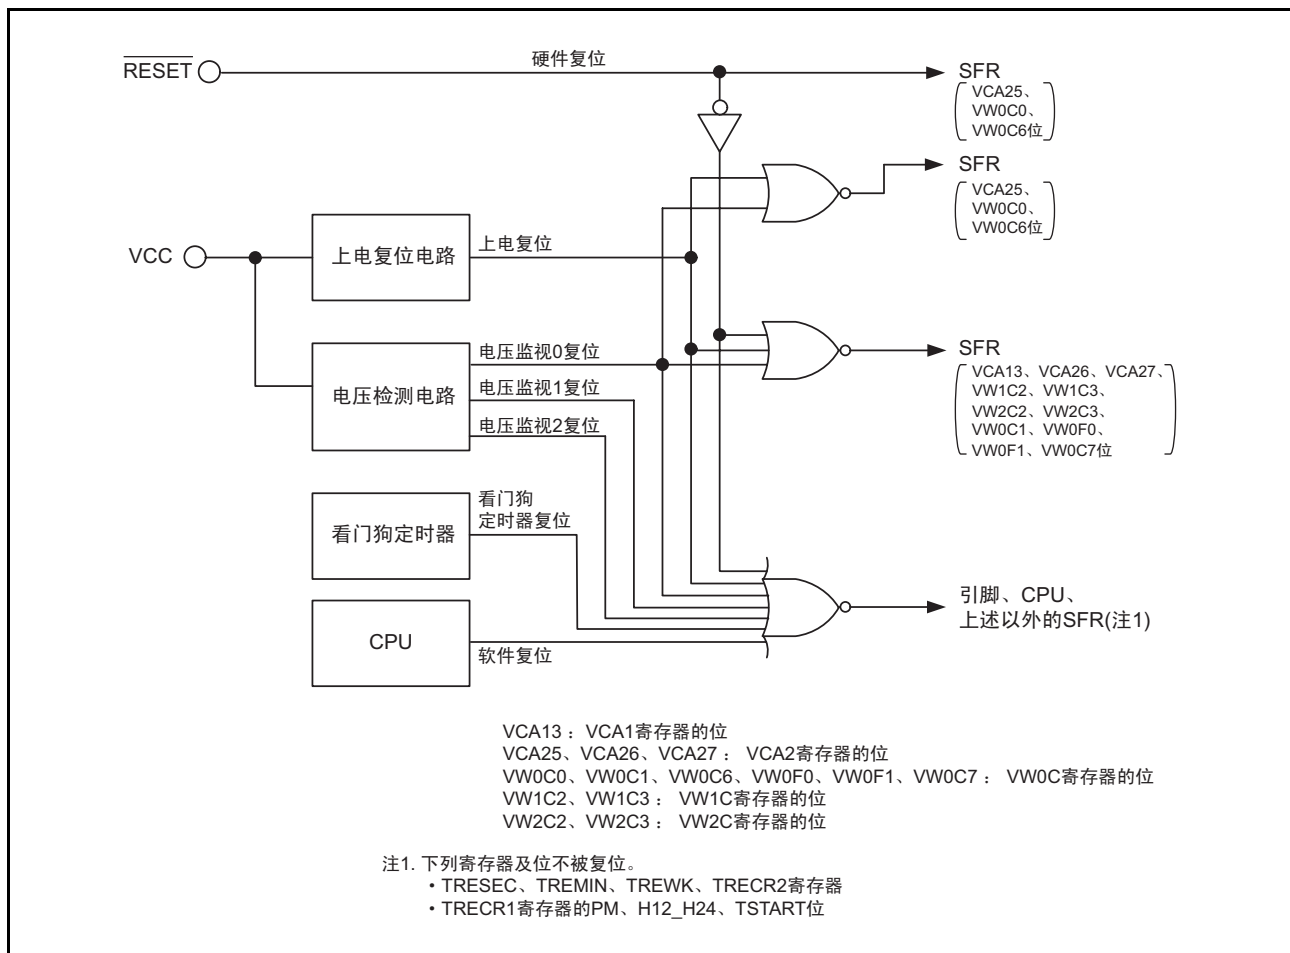 RESET
硬件复位
SFR
VCA25、
VW0C0、
VW0C6位
SFR
VCA25、
VW0C0、
VW0C6位
VCC
上电复位电路
上电复位
电压检测电路
电压监视0复位
电压监视1复位
电压监视2复位
SFR
VCA13、VCA26、VCA27、
VW1C2、VW1C3、
VW2C2、VW2C3、
VW0C1、VW0F0、
VW0F1、VW0C7位
看门狗定时器
看门狗
定时器复位
CPU
软件复位
引脚、CPU、
上述以外的SFR(注1)
VCA13 : VCA1寄存器的位
VCA25、VCA26、VCA27 : VCA2寄存器的位
VW0C0、VW0C1、VW0C6、VW0F0、VW0F1、VW0C7 : VW0C寄存器的位
VW1C2、VW1C3 : VW1C寄存器的位
VW2C2、VW2C3 : VW2C寄存器的位
注1. 下列寄存器及位不被复位。
• TRESEC、TREMIN、TREWK、TRECR2寄存器
• TRECR1寄存器的PM、H12_H24、TSTART位